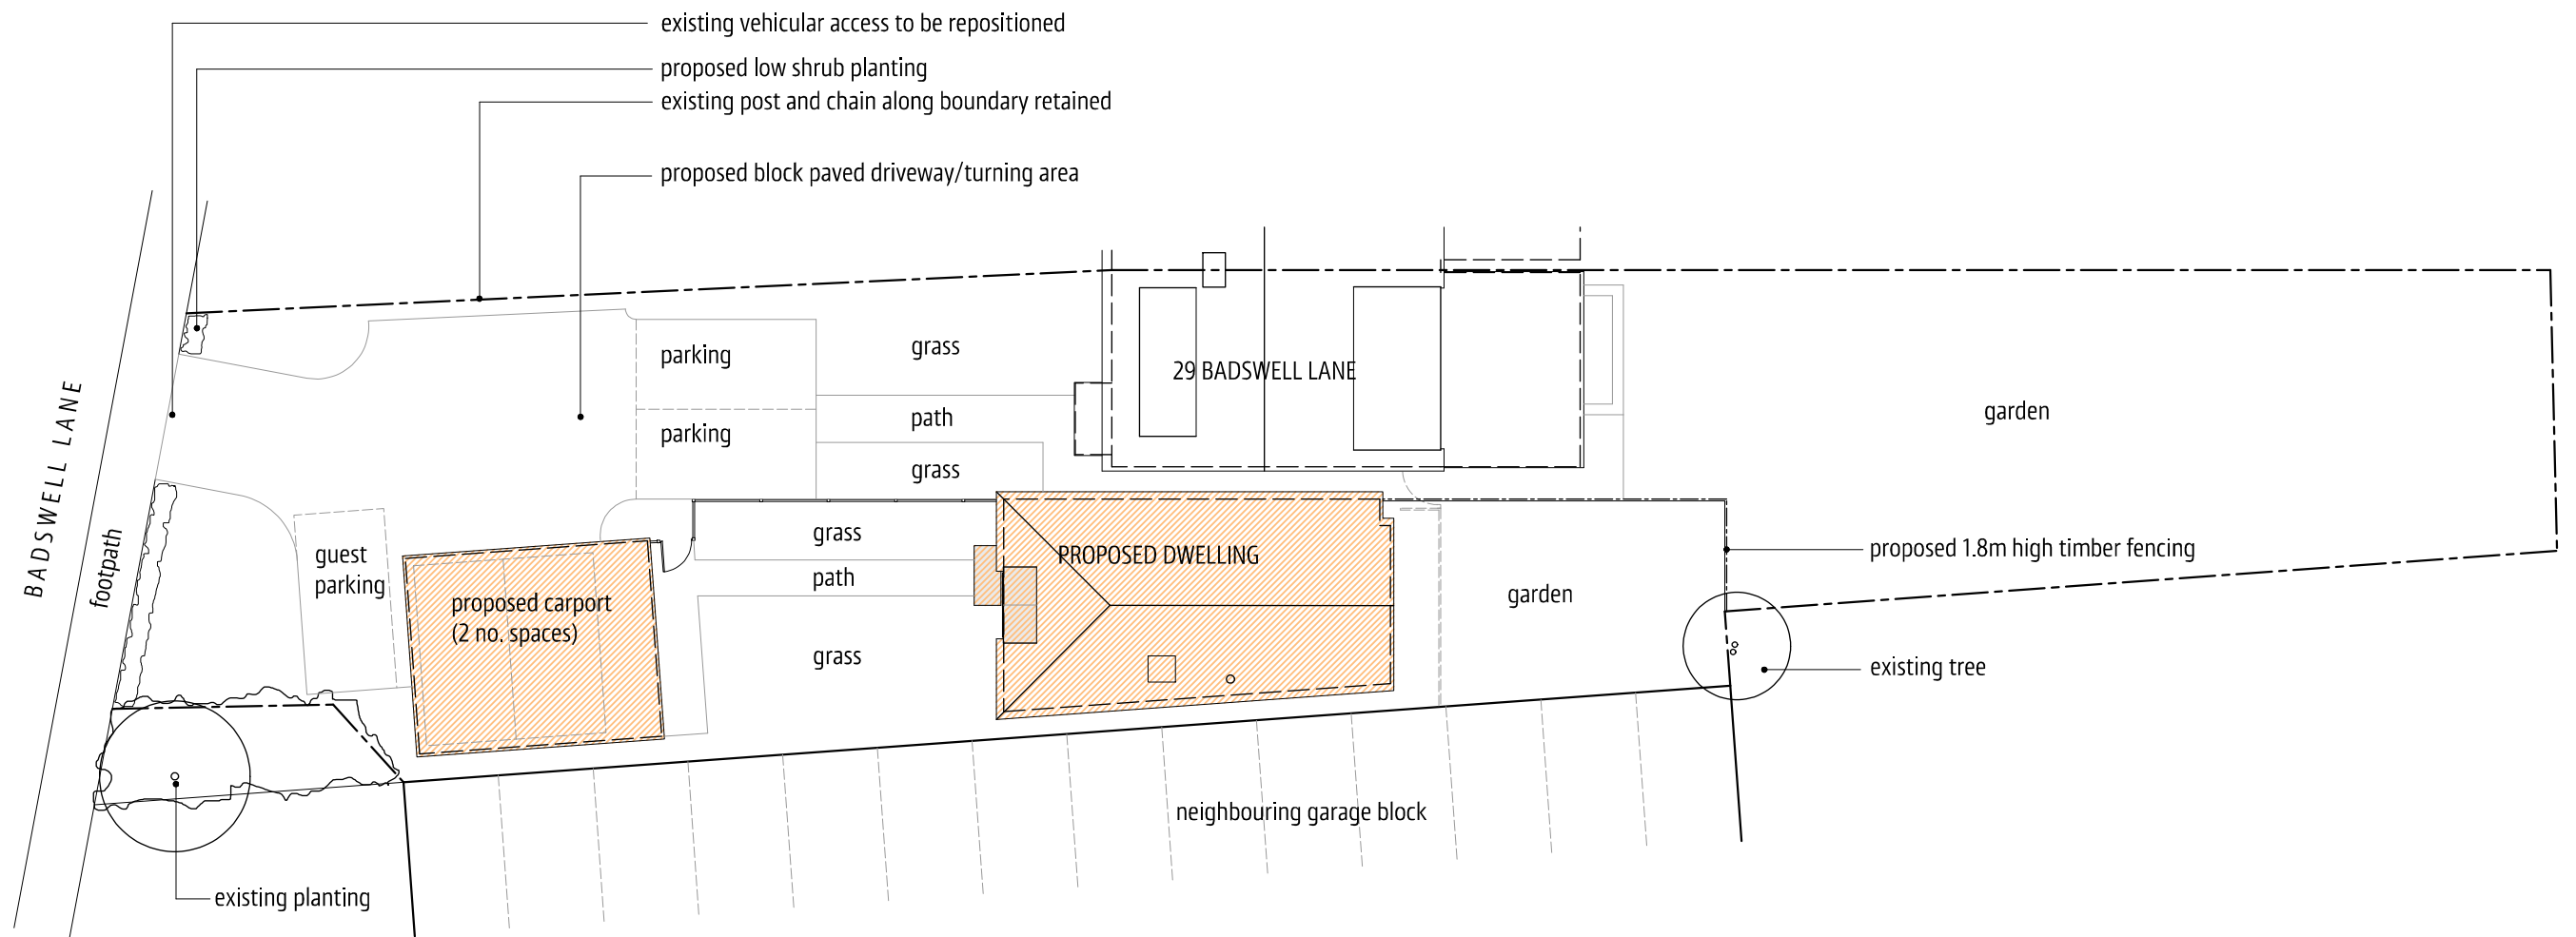 existing vehicular access to be repositioned
proposed low shrub planting
existing post and chain along boundary retained
proposed block paved driveway/turning area
parking
grass
29 BADSWELL LANE
garden
path
parking
grass
BADSWELL LANE
footpath
guest
parking
grass
PROPOSED DWELLING
proposed 1.8m high timber fencing
path
proposed carport
(2 no. spaces)
garden
grass
existing tree
neighbouring garage block
existing planting